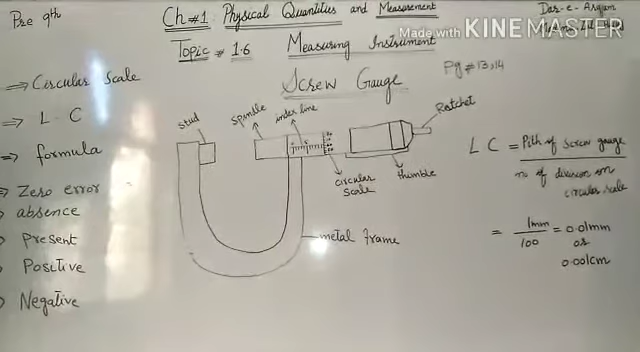 Pre 9th
Ch #1 Physical Quantities and Measurement
Dar-e-Arqam
Topic # 1.6 Measuring Instrument
Made with KINEMASTER
Screw Gauge
Pg # 13,14
⇒ Circular Scale
⇒ L.C
⇒ formula
⇒ Zero error
absence
Present
Positive
Negative
stud
spindle
index line
Ratchet
circular scale
thimble
metal frame
L C = Pith of screw gauge
no of division on
circular scale
= 1mm = 0.01mm
100 or
0.001cm